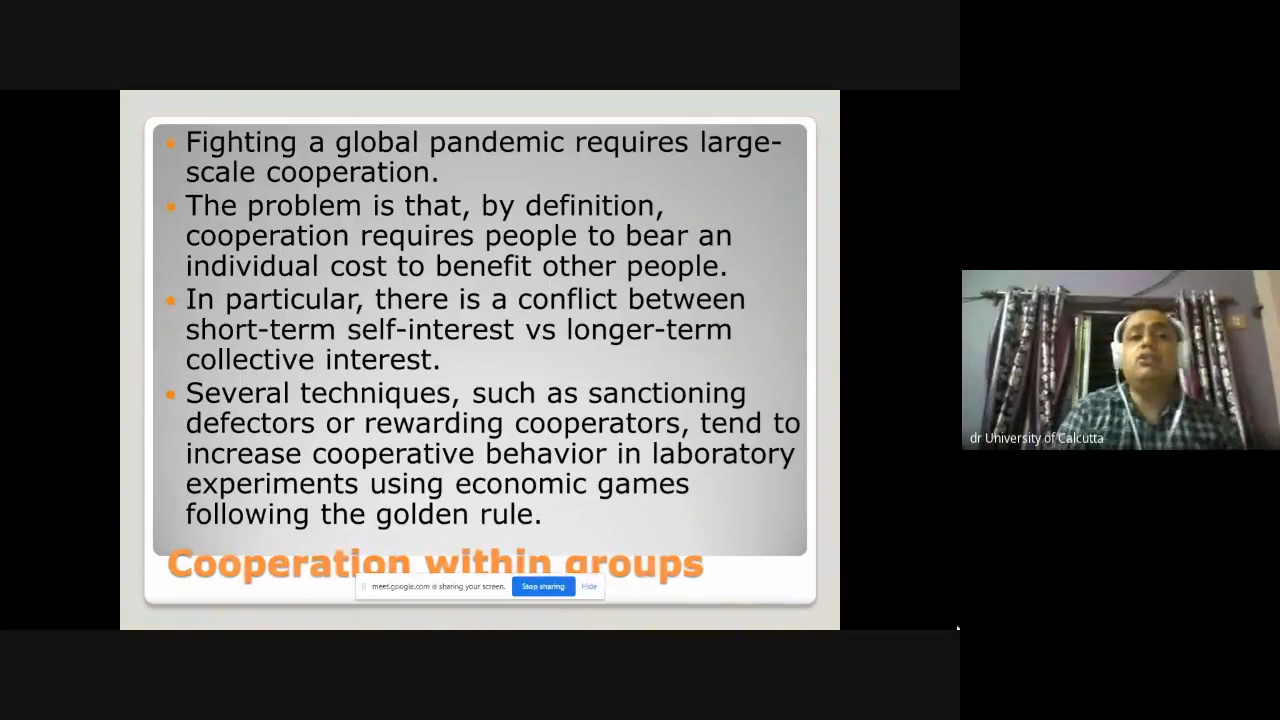 Fighting a global pandemic requires large-
scale cooperation.
The problem is that, by definition,
cooperation requires people to bear an
individual cost to benefit other people.
In particular, there is a conflict between
short-term self-interest vs longer-term
collective interest.
Several techniques, such as sanctioning
defectors or rewarding cooperators, tend to
increase cooperative behavior in laboratory
experiments using economic games
following the golden rule.
Cooperation within groups
meet.google.com is sharing your screen. Stop sharing Hide
dr University of Calcutta